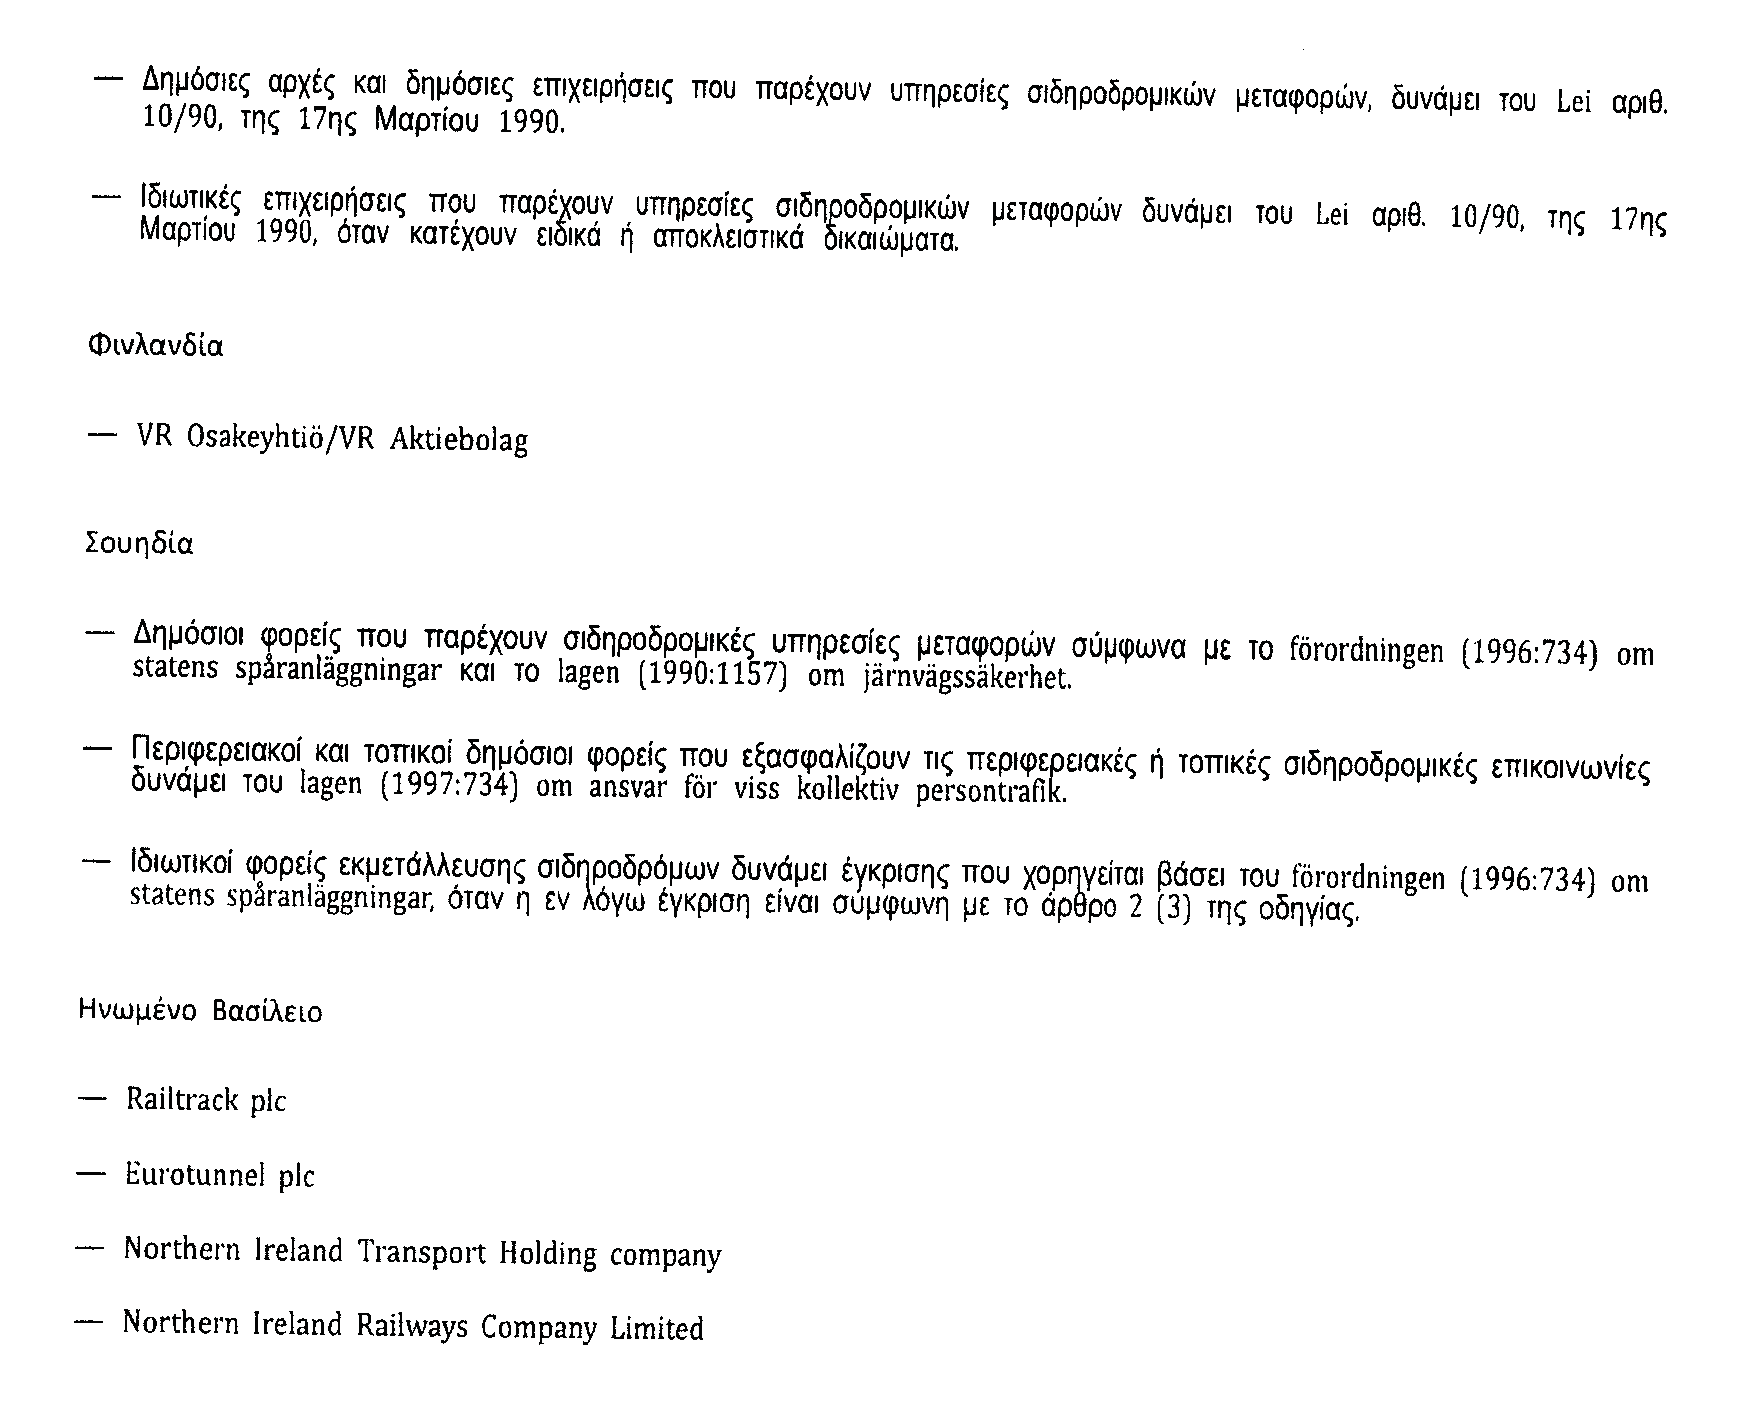 — Δημόσιες αρχές και δημόσιες επιχειρήσεις που παρέχουν υπηρεσίες σιδηροδρομικών μεταφορών, δυνάμει του Lei αριθ.
10/90, της 17ης Μαρτίου 1990.
— Ιδιωτικές επιχειρήσεις που παρέχουν υπηρεσίες σιδηροδρομικών μεταφορών δυνάμει του Lei αριθ. 10/90, της 17ης
Μαρτίου 1990, όταν κατέχουν ειδικά ή αποκλειστικά δικαιώματα.
Φινλανδία
— VR Osakeyhtiö/VR Aktiebolag
Σουηδία
— Δημόσιοι φορείς που παρέχουν σιδηροδρομικές υπηρεσίες μεταφορών σύμφωνα με το förordningen (1996:734) om
statens spåranläggningar και το lagen (1990:1157) om järnvägssäkerhet.
— Περιφερειακοί και τοπικοί δημόσιοι φορείς που εξασφαλίζουν τις περιφερειακές ή τοπικές σιδηροδρομικές επικοινωνίες
δυνάμει του lagen (1997:734) om ansvar för viss kollektiv persontrafik.
— Ιδιωτικοί φορείς εκμετάλλευσης σιδηροδρόμων δυνάμει έγκρισης που χορηγείται βάσει του förordningen (1996:734) om
statens spåranläggningar, όταν η εν λόγω έγκριση είναι σύμφωνη με το άρθρο 2 (3) της οδηγίας.
Ηνωμένο Βασίλειο
— Railtrack plc
— Eurotunnel plc
— Northern Ireland Transport Holding company
— Northern Ireland Railways Company Limited